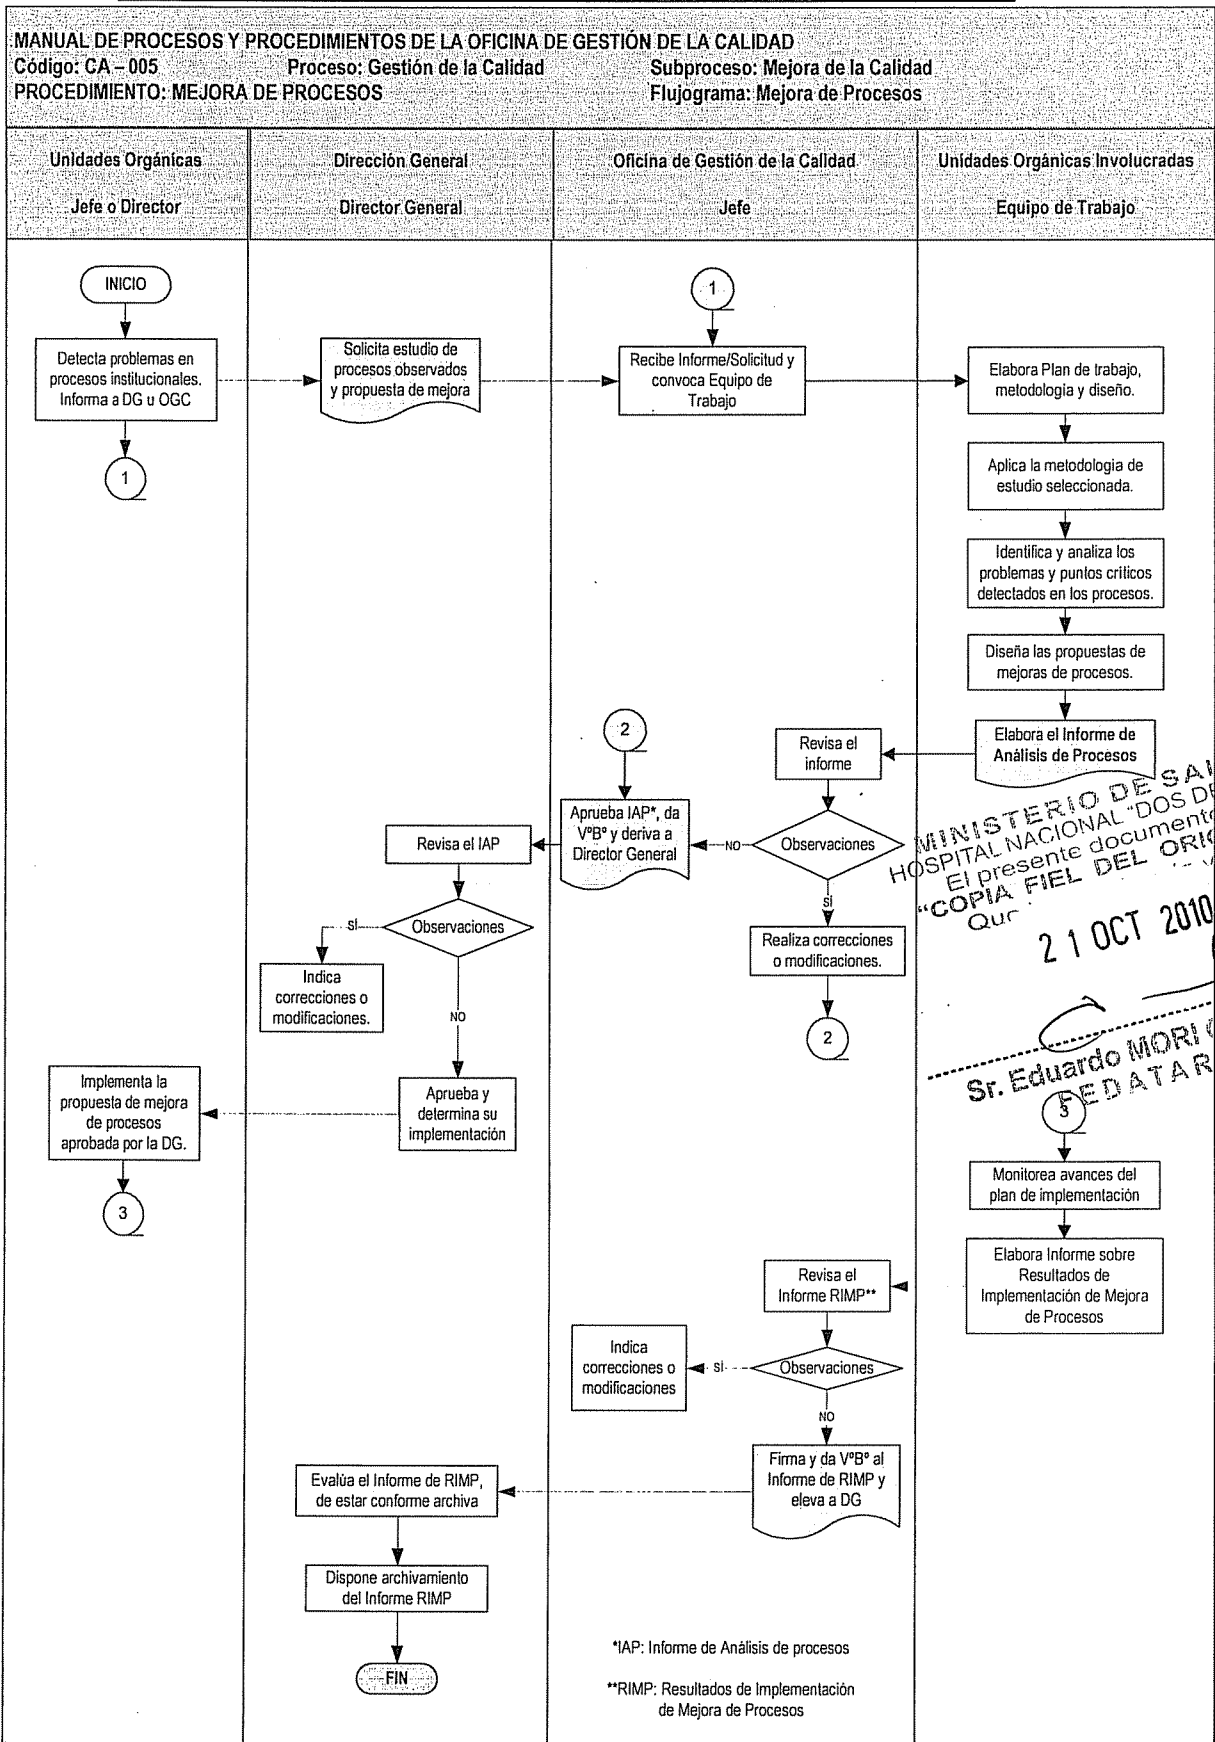 MANUAL DE PROCESOS Y PROCEDIMIENTOS DE LA OFICINA DE GESTIÓN DE LA CALIDAD
Código: CA – 005 Proceso: Gestión de la Calidad Subproceso: Mejora de la Calidad
PROCEDIMIENTO: MEJORA DE PROCESOS Flujograma: Mejora de Procesos
Unidades Orgánicas
Jefe o Director
Dirección General
Director General
Oficina de Gestión de la Calidad
Jefe
Unidades Orgánicas Involucradas
Equipo de Trabajo
INICIO
Detecta problemas en
procesos institucionales.
Informa a DG u OGC
1
Solicita estudio de
procesos observados
y propuesta de mejora
1
Recibe Informe/Solicitud y
convoca Equipo de
Trabajo
Elabora Plan de trabajo,
metodología y diseño.
Aplica la metodología de
estudio seleccionada.
Identifica y analiza los
problemas y puntos críticos
detectados en los procesos.
Diseña las propuestas de
mejoras de procesos.
Elabora el Informe de
Análisis de Procesos
Revisa el
informe
Observaciones
NO
SÍ
Realiza correcciones
o modificaciones.
2
2
Aprueba IAP*, da
VºBº y deriva a
Director General
Revisa el IAP
Observaciones
SÍ
Indica
correcciones o
modificaciones.
NO
Aprueba y
determina su
implementación
Implementa la
propuesta de mejora
de procesos
aprobada por la DG.
3
MINISTERIO DE
HOSPITAL NACIONAL "DOS
El presente documento
"COPIA FIEL DEL
21 OCT 2010
Sr. Eduardo MORI
3
Monitorea avances del
plan de implementación
Elabora Informe sobre
Resultados de
Implementación de Mejora
de Procesos
Revisa el
Informe RIMP**
Observaciones
SÍ
Indica
correcciones o
modificaciones
NO
Firma y da VºBº al
Informe de RIMP y
eleva a DG
Evalúa el Informe de RIMP,
de estar conforme archiva
Dispone archivamiento
del Informe RIMP
FIN
*IAP: Informe de Análisis de procesos
**RIMP: Resultados de Implementación
de Mejora de Procesos